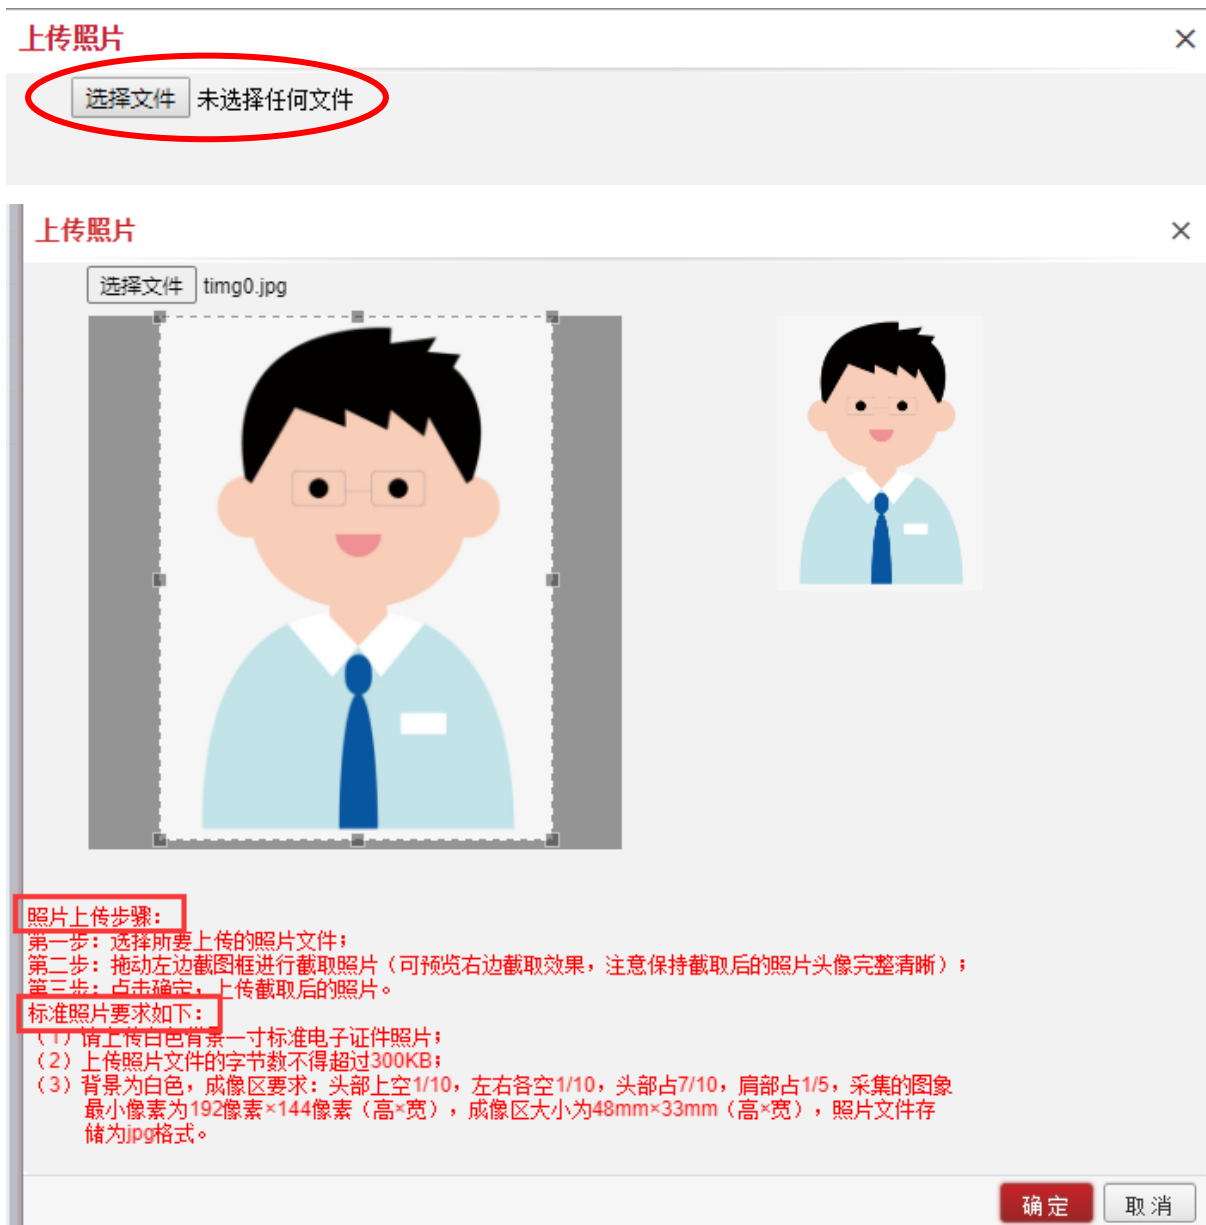 上传照片
×
选择文件 未选择任何文件
上传照片
×
选择文件 timg0.jpg
照片上传步骤：
第一步：选择所要上传的照片文件；
第二步：拖动左边截图框进行截取照片（可预览右边截取效果，注意保持截取后的照片头像完整清晰）；
第三步：点击确定，上传截取后的照片。
标准照片要求如下：
（1）请上传白色背景一寸标准电子证件照片；
（2）上传照片文件的字节数不得超过300KB；
（3）背景为白色，成像区要求：头部上空1/10，左右各空1/10，头部占7/10，肩部占1/5，采集的图象
最小像素为192像素×144像素（高×宽），成像区大小为48mm×33mm（高×宽），照片文件存
储为jpg格式。
确定 取消